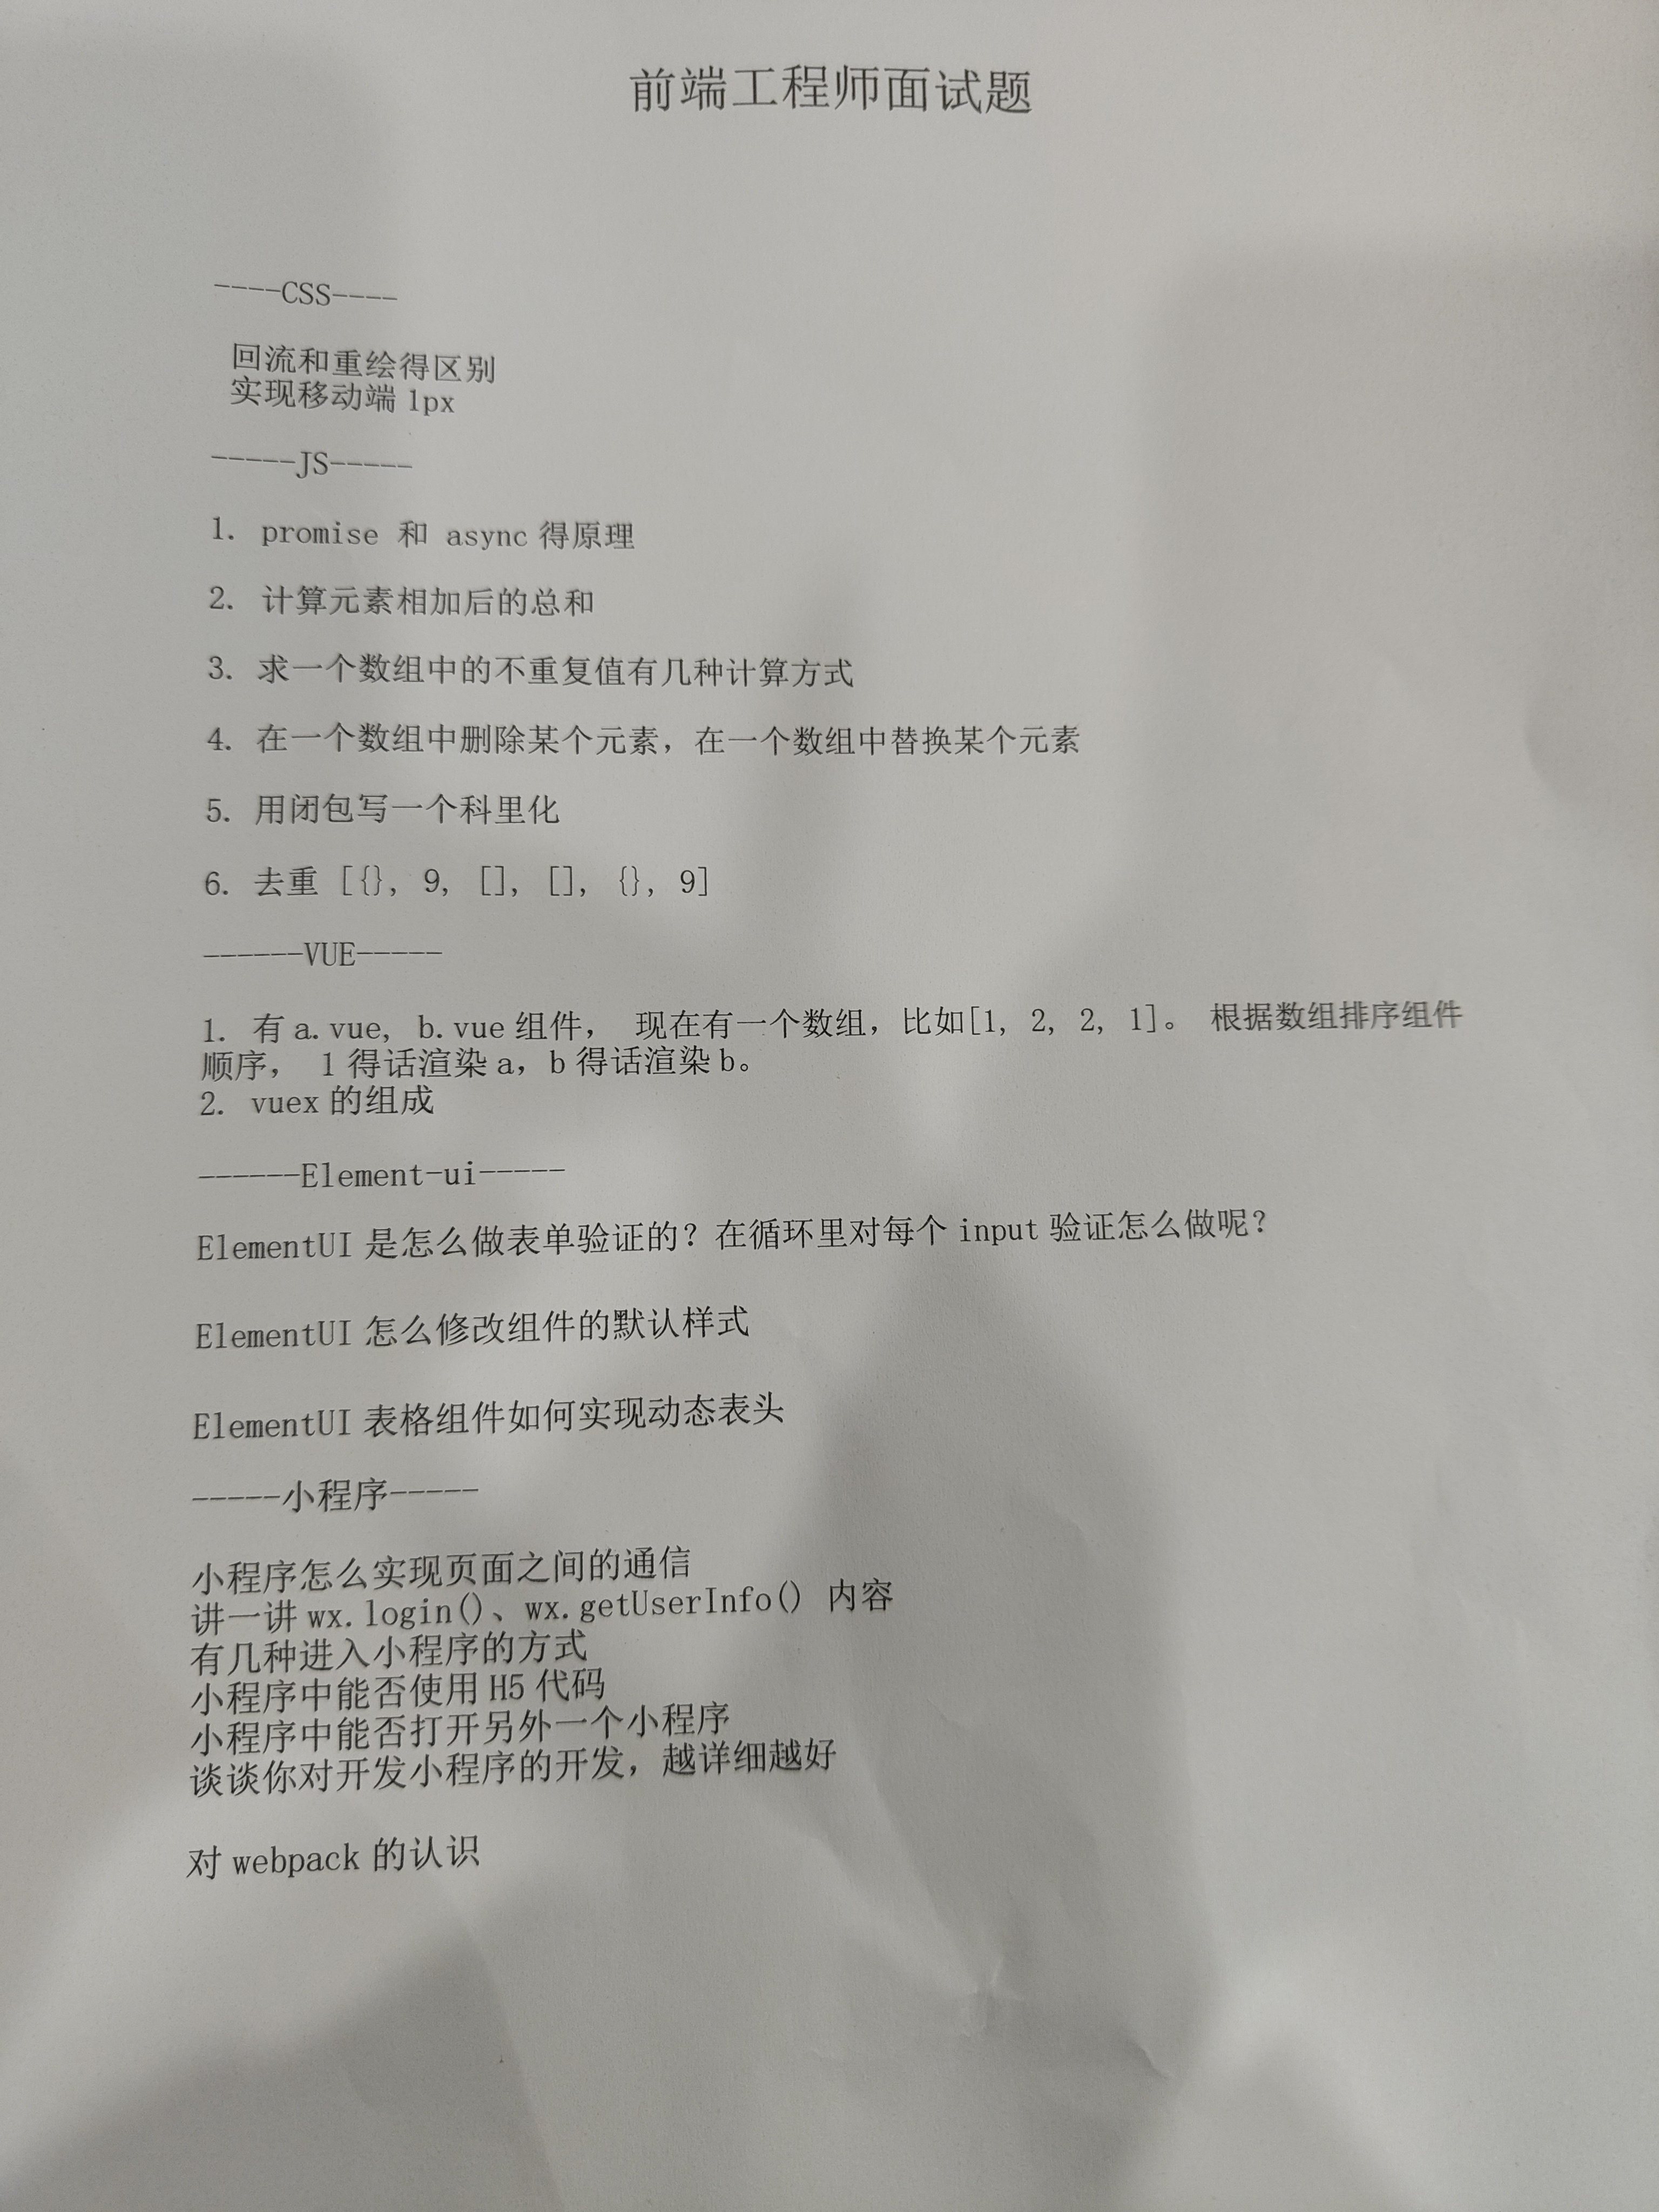 前端工程师面试题
----CSS----
回流和重绘得区别
实现移动端 1px
-----JS-----
1. promise 和 async 得原理
2. 计算元素相加后的总和
3. 求一个数组中的不重复值有几种计算方式
4. 在一个数组中删除某个元素，在一个数组中替换某个元素
5. 用闭包写一个科里化
6. 去重 [{}, 9, [], [], {}, 9]
------VUE-----
1. 有 a.vue, b.vue 组件， 现在有一个数组，比如[1, 2, 2, 1]。 根据数组排序组件
顺序， 1 得话渲染 a，b 得话渲染 b。
2. vuex 的组成
------Element-ui-----
ElementUI 是怎么做表单验证的？在循环里对每个 input 验证怎么做呢？
ElementUI 怎么修改组件的默认样式
ElementUI 表格组件如何实现动态表头
-----小程序-----
小程序怎么实现页面之间的通信
讲一讲 wx.login()、wx.getUserInfo() 内容
有几种进入小程序的方式
小程序中能否使用 H5 代码
小程序中能否打开另外一个小程序
谈谈你对开发小程序的开发，越详细越好
对 webpack 的认识